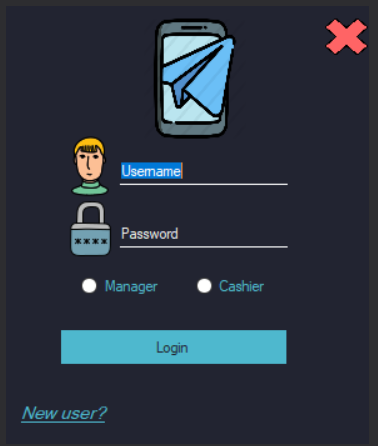 Username
****
Password
Manager Cashier
Login
New user?